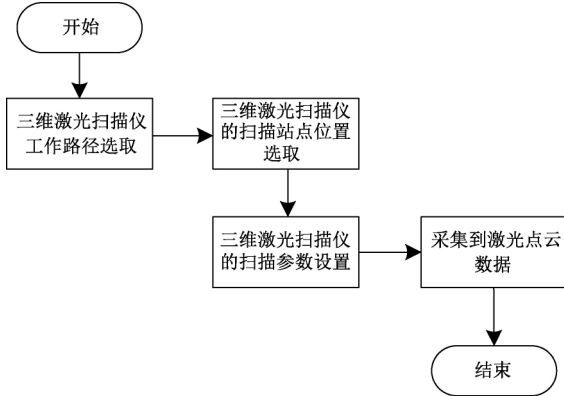 开始
三维激光扫描仪
工作路径选取
三维激光扫描仪
的扫描站点位置
选取
三维激光扫描仪
的扫描参数设置
采集到激光点云
数据
结束